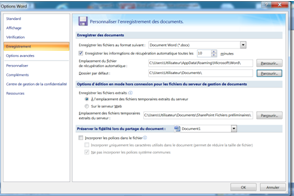 Options Word
Standard
Affichage
Vérification
Enregistrement
Options avancées
Personnaliser
Compléments
Centre de gestion de la confidentialité
Ressources
Personnaliser l'enregistrement des documents.
Enregistrer les documents
Enregistrer les fichiers au format suivant : Document Word (*.docx)
Enregistrer les informations de récupération automatique toutes les 10 minutes
Emplacement du fichier de récupération automatique : C:\Users\Utilisateur\AppData\Roaming\Microsoft\Word\ Parcourir...
Dossier par défaut : C:\Users\Utilisateur\Documents\ Parcourir...
Options d'édition en mode hors connexion pour les fichiers du serveur de gestion de documents
Enregistrer les fichiers extraits
À l'emplacement des fichiers temporaires extraits du serveur
Sur le serveur Web
Emplacement des fichiers temporaires extraits du serveur : C:\Users\Utilisateur\Documents\SharePoint Fichiers préliminaires\ Parcourir...
Préserver la fidélité lors du partage du document : Document1
Incorporer les polices dans le fichier
Incorporer uniquement les caractères utilisés dans le document (permet de réduire la taille du fichier)
Ne pas incorporer les polices système communes
OK
Annuler